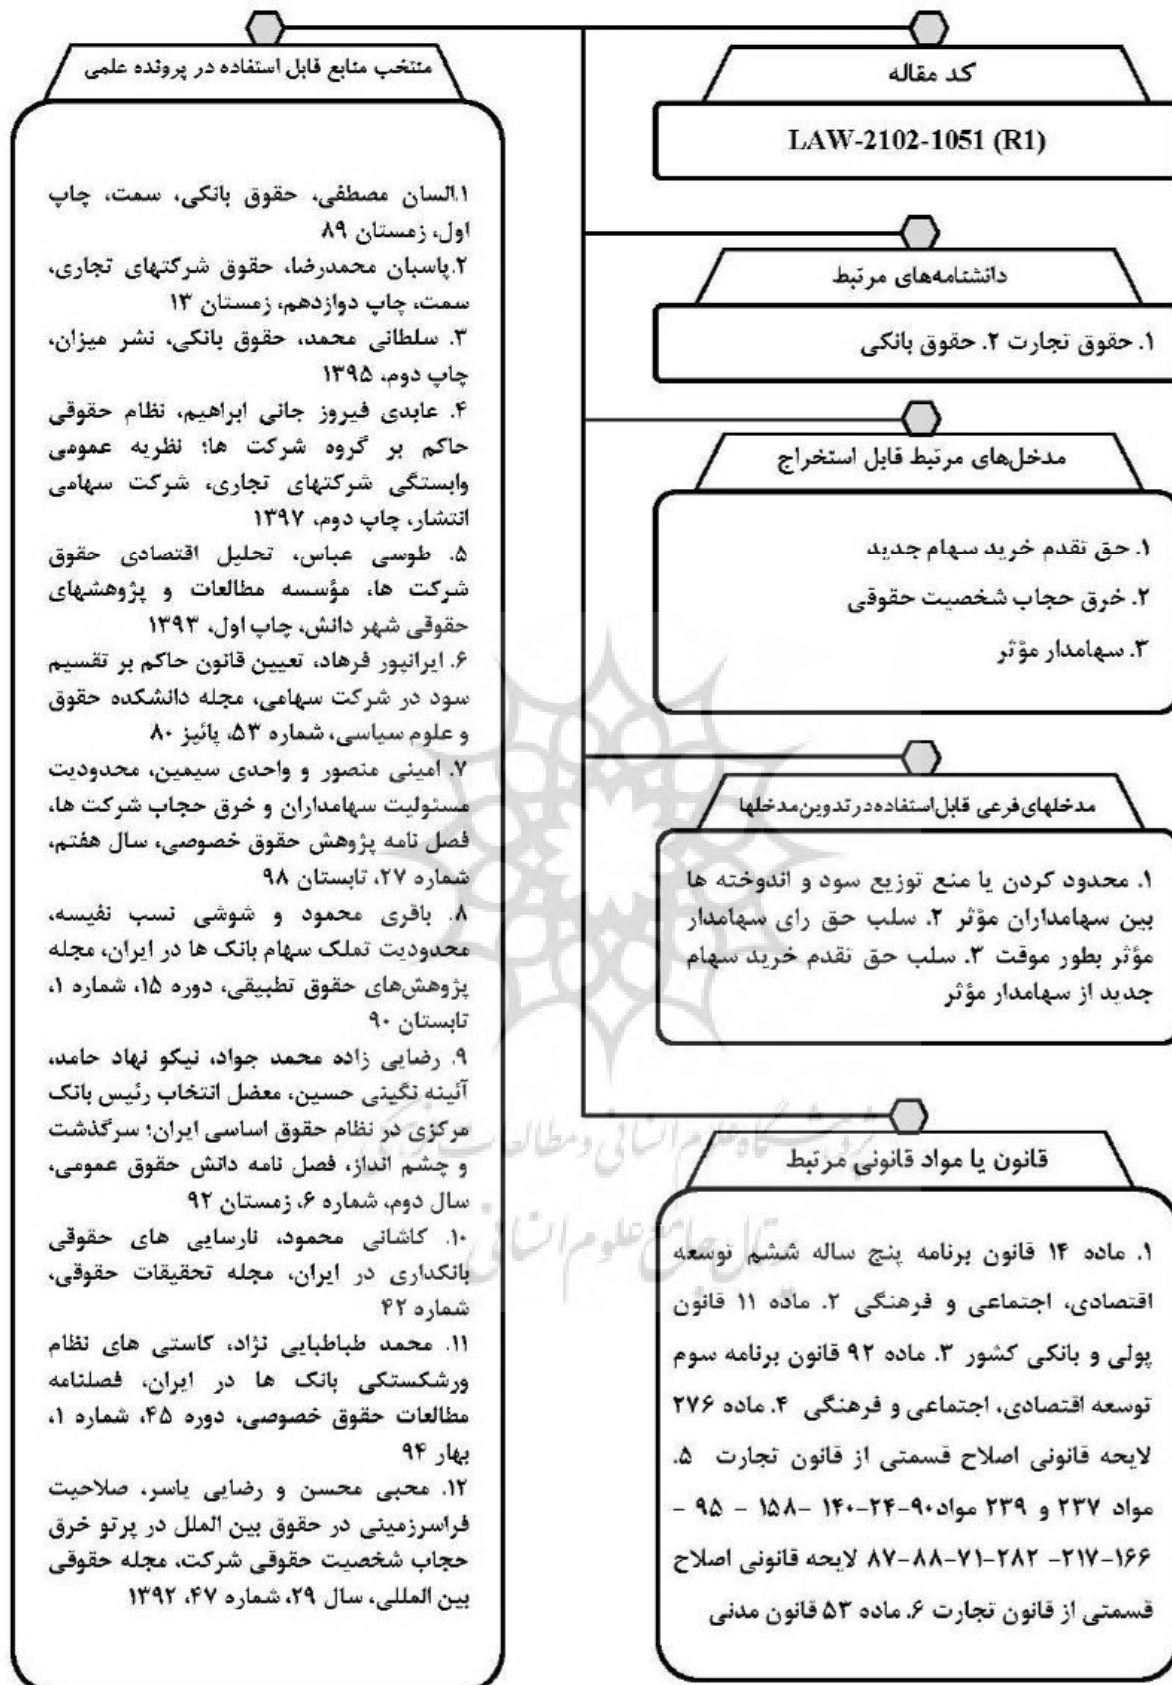 کد مقاله
LAW-2102-1051 (R1)
دانشنامه‌های مرتبط
۱. حقوق تجارت ۲. حقوق بانکی
مدخل‌های مرتبط قابل استخراج
۱. حق تقدم خرید سهام جدید
۲. خرق حجاب شخصیت حقوقی
۳. سهامدار مؤثر
مدخلهای فرعی قابل استفاده در تدوین مدخلها
۱. محدود کردن یا منع توزیع سود و اندوخته ها
بین سهامداران مؤثر ۲. سلب حق رای سهامدار
مؤثر بطور موقت ۳. سلب حق تقدم خرید سهام
جدید از سهامدار مؤثر
قانون یا مواد قانونی مرتبط
۱. ماده ۱۴ قانون برنامه پنج ساله ششم توسعه
اقتصادی، اجتماعی و فرهنگی ۲. ماده ۱۱ قانون
پولی و بانکی کشور ۳. ماده ۹۲ قانون برنامه سوم
توسعه اقتصادی، اجتماعی و فرهنگی ۴. ماده ۲۷۶
لایحه قانونی اصلاح قسمتی از قانون تجارت ۵.
مواد ۲۳۷ و ۲۳۹ مواد۹۰-۲۴-۱۴۰ -۱۵۸ - ۹۵ -
۱۶۶-۲۱۷- ۲۸۲-۷۱-۸۸-۸۷ لایحه قانونی اصلاح
قسمتی از قانون تجارت ۶. ماده ۵۳ قانون مدنی
منتخب منابع قابل استفاده در پرونده علمی
۱.السان مصطفی، حقوق بانکی، سمت، چاپ
اول، زمستان ۸۹
۲.پاسبان محمدرضا، حقوق شرکتهای تجاری،
سمت، چاپ دوازدهم، زمستان ۱۳
۳. سلطانی محمد، حقوق بانکی، نشر میزان،
چاپ دوم، ۱۳۹۵
۴. عابدی فیروز جائی ابراهیم، نظام حقوقی
حاکم بر گروه شرکت ها؛ نظریه عمومی
وابستگی شرکتهای تجاری، شرکت سهامی
انتشار، چاپ دوم، ۱۳۹۷
۵. طوسی عباس، تحلیل اقتصادی حقوق
شرکت ها، مؤسسه مطالعات و پژوهشهای
حقوقی شهر دانش، چاپ اول، ۱۳۹۳
۶. ایرانپور فرهاد، تعیین قانون حاکم بر تقسیم
سود در شرکت سهامی، مجله دانشکده حقوق
و علوم سیاسی، شماره ۵۳، پائیز ۸۰
۷. امینی منصور و واحدی سیمین، محدودیت
مسئولیت سهامداران و خرق حجاب شرکت ها،
فصل نامه پژوهش حقوق خصوصی، سال هفتم،
شماره ۲۷، تابستان ۹۸
۸. باقری محمود و شوشی نسب نفیسه،
محدودیت تملک سهام بانک ها در ایران، مجله
پژوهش‌های حقوق تطبیقی، دوره ۱۵، شماره ۱،
تابستان ۹۰
۹. رضایی زاده محمد جواد، نیکو نهاد حامد،
آئینه نگینی حسین، معضل انتخاب رئیس بانک
مرکزی در نظام حقوق اساسی ایران؛ سرگذشت
و چشم انداز، فصل نامه دانش حقوق عمومی،
سال دوم، شماره ۶، زمستان ۹۲
۱۰. کاشانی محمود، نارسایی های حقوقی
بانکداری در ایران، مجله تحقیقات حقوقی،
شماره ۴۲
۱۱. محمد طباطبایی نژاد، کاستی های نظام
ورشکستگی بانک ها در ایران، فصلنامه
مطالعات حقوق خصوصی، دوره ۴۵، شماره ۱،
بهار ۹۴
۱۲. محبی محسن و رضایی یاسر، صلاحیت
فراسرزمینی در حقوق بین الملل در پرتو خرق
حجاب شخصیت حقوقی شرکت، مجله حقوقی
بین المللی، سال ۲۹، شماره ۴۷، ۱۳۹۲
پژوهشگاه علوم انسانی و مطالعات فرهنگی
پرتال جامع علوم انسانی